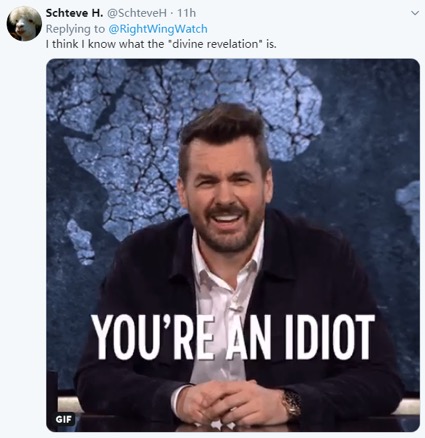 Schteve H. @SchteveH · 11h
Replying to @RightWingWatch
I think I know what the "divine revelation" is.
YOU'RE AN IDIOT
GIF